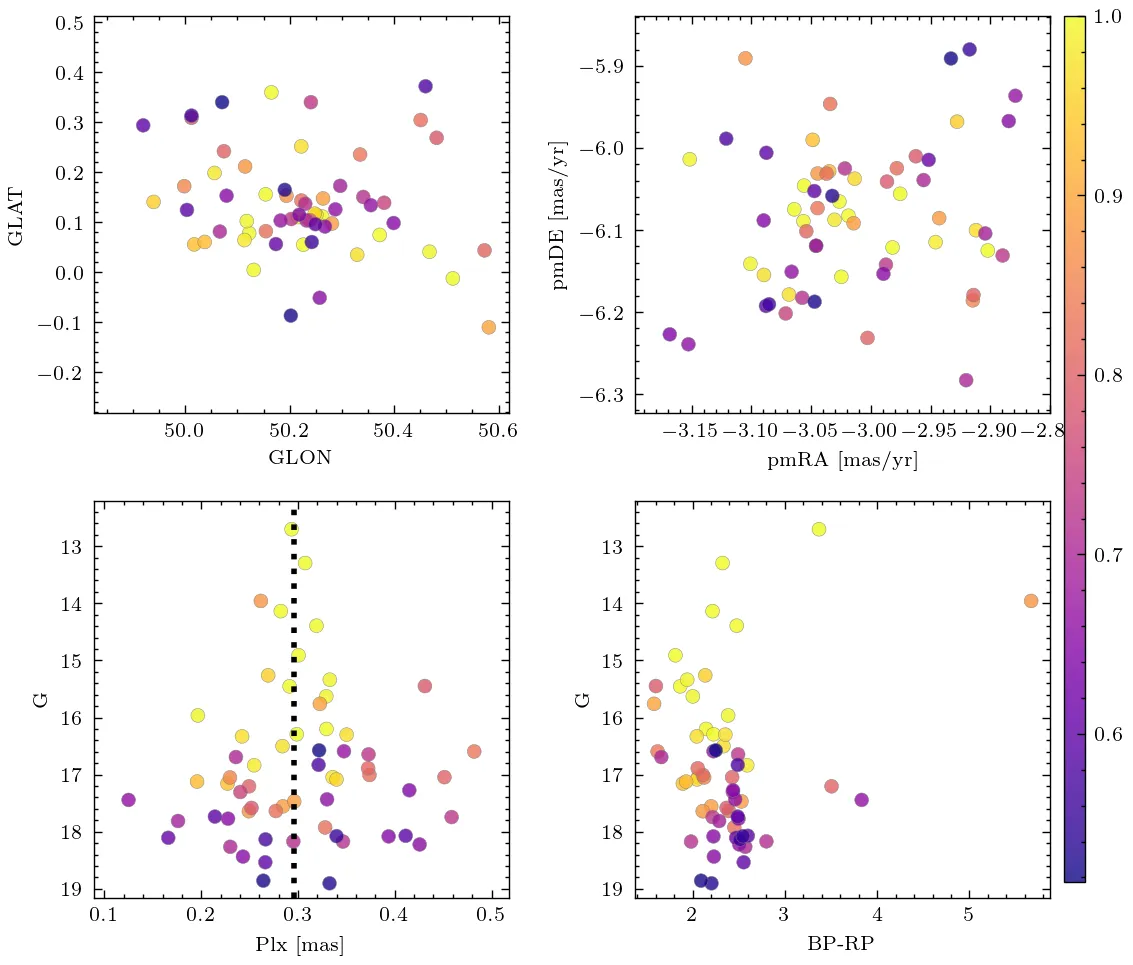 0.5
0.4
0.3
0.2
0.1
0.0
−0.1
−0.2
GLAT
50.0 50.2 50.4 50.6
GLON
−5.9
−6.0
−6.1
−6.2
−6.3
pmDE [mas/yr]
−3.15 −3.10 −3.05 −3.00 −2.95 −2.90 −2.8
pmRA [mas/yr]
1.0
0.9
0.8
0.7
0.6
13
14
15
16
17
18
19
G
0.1 0.2 0.3 0.4 0.5
Plx [mas]
13
14
15
16
17
18
19
G
2 3 4 5
BP-RP